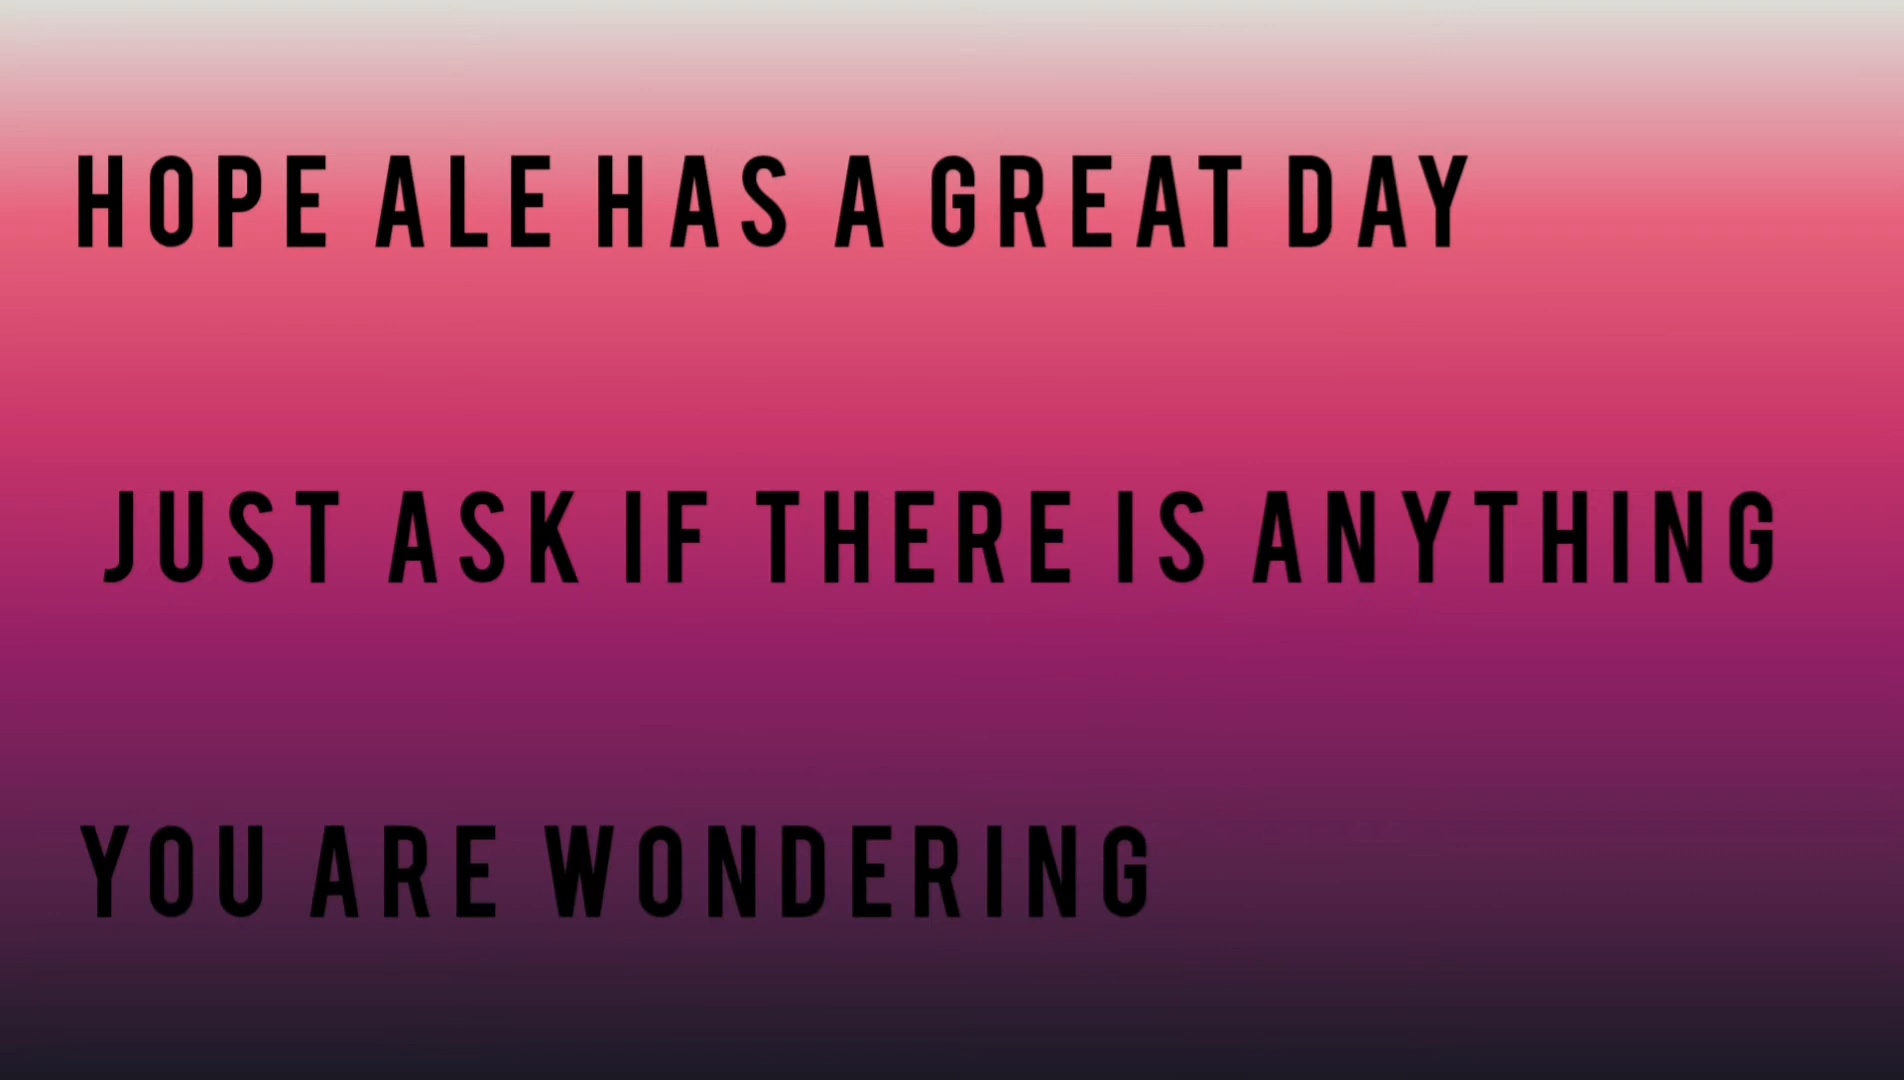 HOPE ALE HAS A GREAT DAY
JUST ASK IF THERE IS ANYTHING
YOU ARE WONDERING